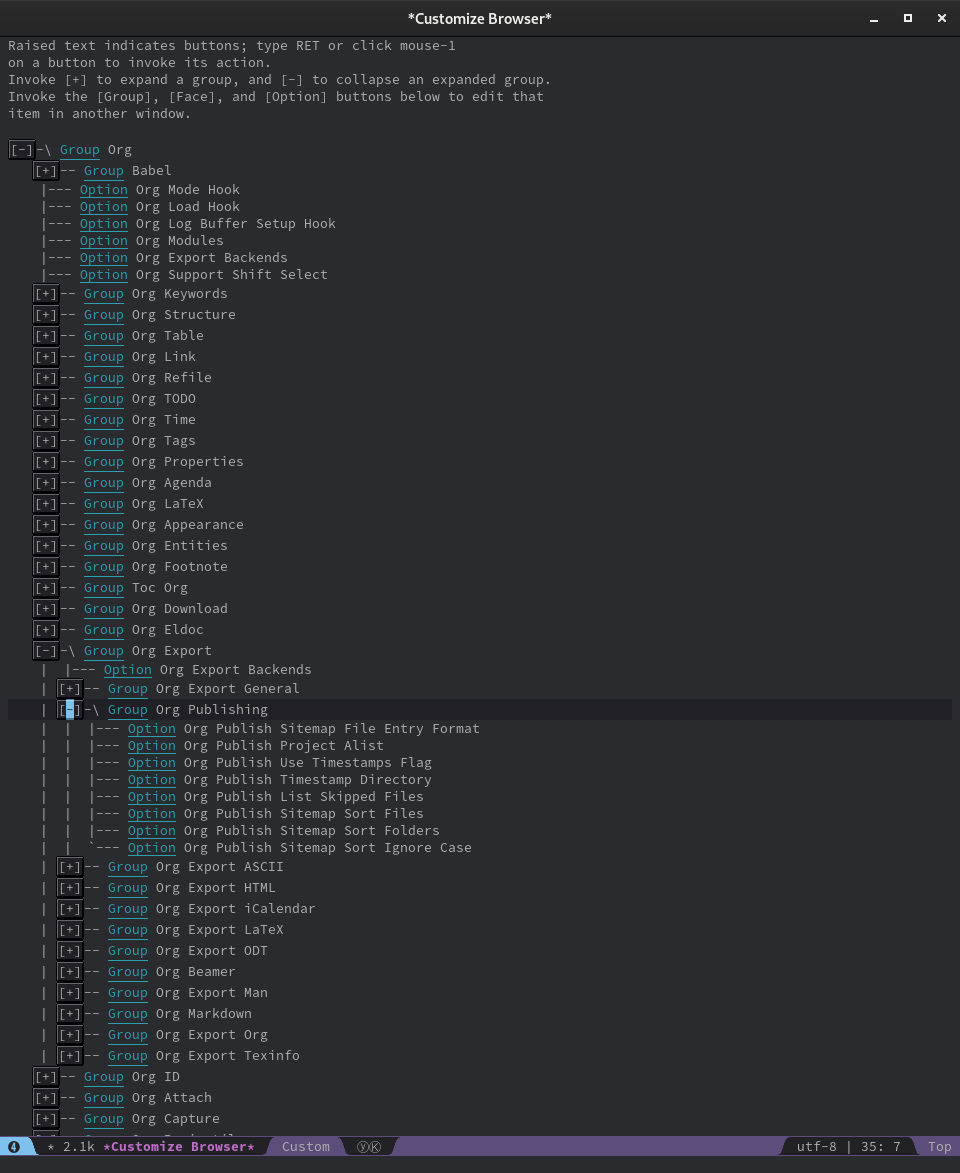 *Customize Browser*
Raised text indicates buttons; type RET or click mouse-1
on a button to invoke its action.
Invoke [+] to expand a group, and [-] to collapse an expanded group.
Invoke the [Group], [Face], and [Option] buttons below to edit that
item in another window.
[-]-\ Group Org
[+]-- Group Babel
|--- Option Org Mode Hook
|--- Option Org Load Hook
|--- Option Org Log Buffer Setup Hook
|--- Option Org Modules
|--- Option Org Export Backends
|--- Option Org Support Shift Select
[+]-- Group Org Keywords
[+]-- Group Org Structure
[+]-- Group Org Table
[+]-- Group Org Link
[+]-- Group Org Refile
[+]-- Group Org TODO
[+]-- Group Org Time
[+]-- Group Org Tags
[+]-- Group Org Properties
[+]-- Group Org Agenda
[+]-- Group Org LaTeX
[+]-- Group Org Appearance
[+]-- Group Org Entities
[+]-- Group Org Footnote
[+]-- Group Toc Org
[+]-- Group Org Download
[+]-- Group Org Eldoc
[-]-\ Group Org Export
|  |--- Option Org Export Backends
| [+]-- Group Org Export General
| [-]-\ Group Org Publishing
|  |  |--- Option Org Publish Sitemap File Entry Format
|  |  |--- Option Org Publish Project Alist
|  |  |--- Option Org Publish Use Timestamps Flag
|  |  |--- Option Org Publish Timestamp Directory
|  |  |--- Option Org Publish List Skipped Files
|  |  |--- Option Org Publish Sitemap Sort Files
|  |  |--- Option Org Publish Sitemap Sort Folders
|  |  `--- Option Org Publish Sitemap Sort Ignore Case
| [+]-- Group Org Export ASCII
| [+]-- Group Org Export HTML
| [+]-- Group Org Export iCalendar
| [+]-- Group Org Export LaTeX
| [+]-- Group Org Export ODT
| [+]-- Group Org Beamer
| [+]-- Group Org Export Man
| [+]-- Group Org Markdown
| [+]-- Group Org Export Org
| [+]-- Group Org Export Texinfo
[+]-- Group Org ID
[+]-- Group Org Attach
[+]-- Group Org Capture
❹ * 2.1k *Customize Browser* Custom ⓎⓀ utf-8 | 35: 7 Top